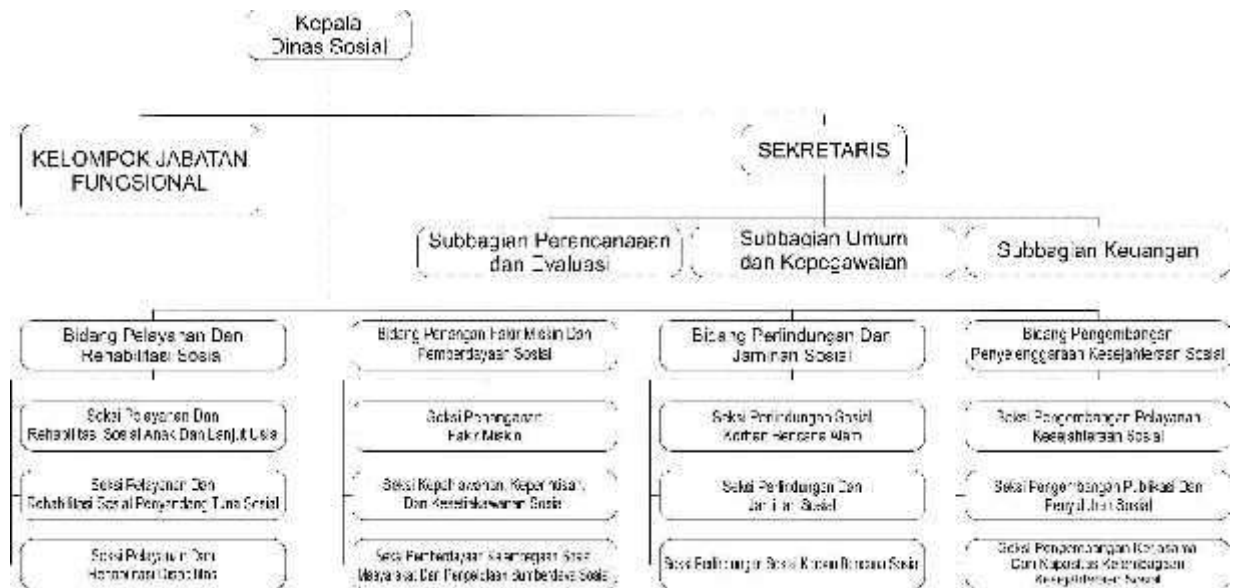 Kepala
Dinas Sosial
KELOMPOK JABATAN
FUNGSIONAL
SEKRETARIS
Subbagian Perencanaaen
dan Evaluasi
Subbagian Umum
dan Kepegawaian
Subbagian Keuangan
Bidang Pelayanan Dan
Rehabilitasi Sosial
Bidang Penangan Fakir Miskin Dan
Pemberdayaan Sosial
Bidang Perlindungan Dan
Jaminan Sosial
Bidang Pengembangan
Penyelenggaraan Kesejahteraan Sosial
Seksi Pelayanan Dan
Rehabilitasi Sosial Anak Dan Lanjut Usia
Seksi Penanganan
Fakir Miskin
Seksi Perlindungan Sosial
Korban Bencana Alam
Seksi Pengembangan Pelayanan
Kesejahteraan Sosial
Seksi Pelayanan Dan
Rehabilitasi Sosial Penyandang Tuna Sosial
Seksi Kepahlawanan, Keperintisan,
Dan Kesetiakawanan Sosial
Seksi Perlindungan Dan
Jaminan Sosial
Seksi Pengembangan Publikasi Dan
Penyuluhan Sosial
Seksi Pelayanan Dan
Rehabilitasi Disabilitas
Seksi Pemberdayaan Kelembagaan Sosial
Masyarakat Dan Pengelolaan Sumberdaya Sosial
Seksi Perlindungan Sosial Korban Bencana Sosial
Seksi Pengembangan Kerjasama
Dan Kapasitas Kelembagaan
Kesejahteraan Sosial